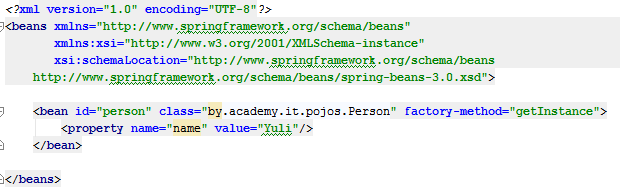 <?xml version="1.0" encoding="UTF-8"?>
<beans xmlns="http://www.springframework.org/schema/beans"
xmlns:xsi="http://www.w3.org/2001/XMLSchema-instance"
xsi:schemaLocation="http://www.springframework.org/schema/beans
http://www.springframework.org/schema/beans/spring-beans-3.0.xsd">
<bean id="person" class="by.academy.it.pojos.Person" factory-method="getInstance">
<property name="name" value="Yuli"/>
</bean>
</beans>